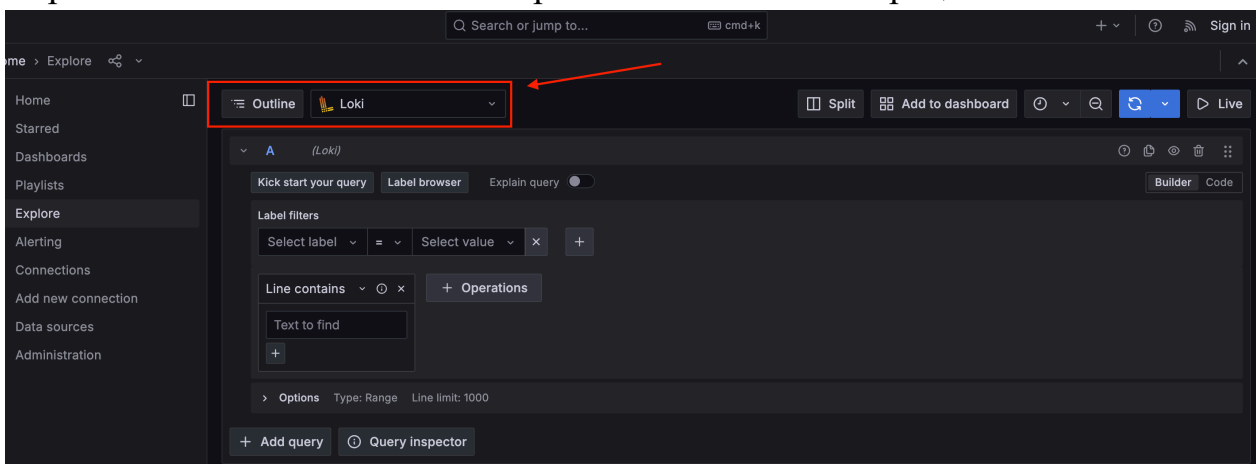 Search or jump to... cmd+k Sign in
ome › Explore
Home
Starred
Dashboards
Playlists
Explore
Alerting
Connections
Add new connection
Data sources
Administration
Outline Loki Split Add to dashboard Live
A (Loki)
Kick start your query Label browser Explain query Builder Code
Label filters
Select label = Select value × +
Line contains × + Operations
Text to find
+
› Options Type: Range Line limit: 1000
+ Add query Query inspector